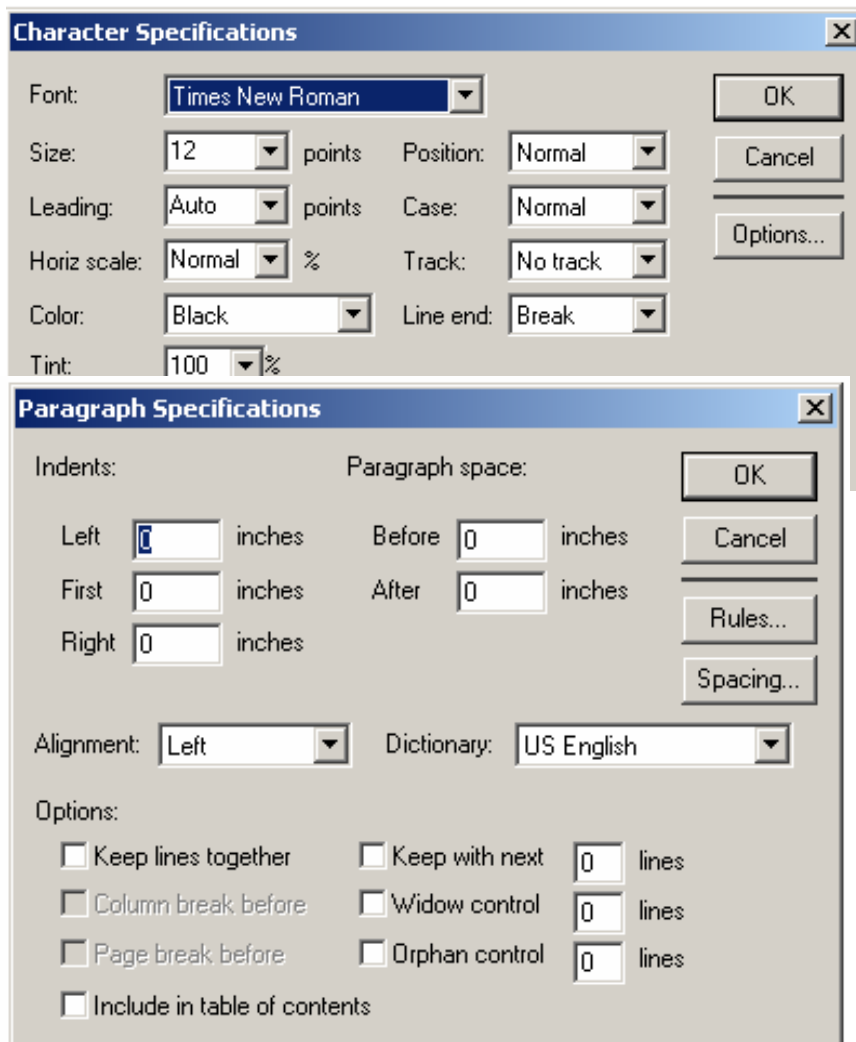 Character Specifications
Font: Times New Roman OK
Size: 12 points Position: Normal Cancel
Leading: Auto points Case: Normal
Options...
Horiz scale: Normal % Track: No track
Color: Black Line end: Break
Tint: 100 %
Paragraph Specifications
Indents: Paragraph space: OK
Left 0 inches Before 0 inches Cancel
First 0 inches After 0 inches
Rules...
Right 0 inches
Spacing...
Alignment: Left Dictionary: US English
Options:
Keep lines together Keep with next 0 lines
Column break before Widow control 0 lines
Page break before Orphan control 0 lines
Include in table of contents